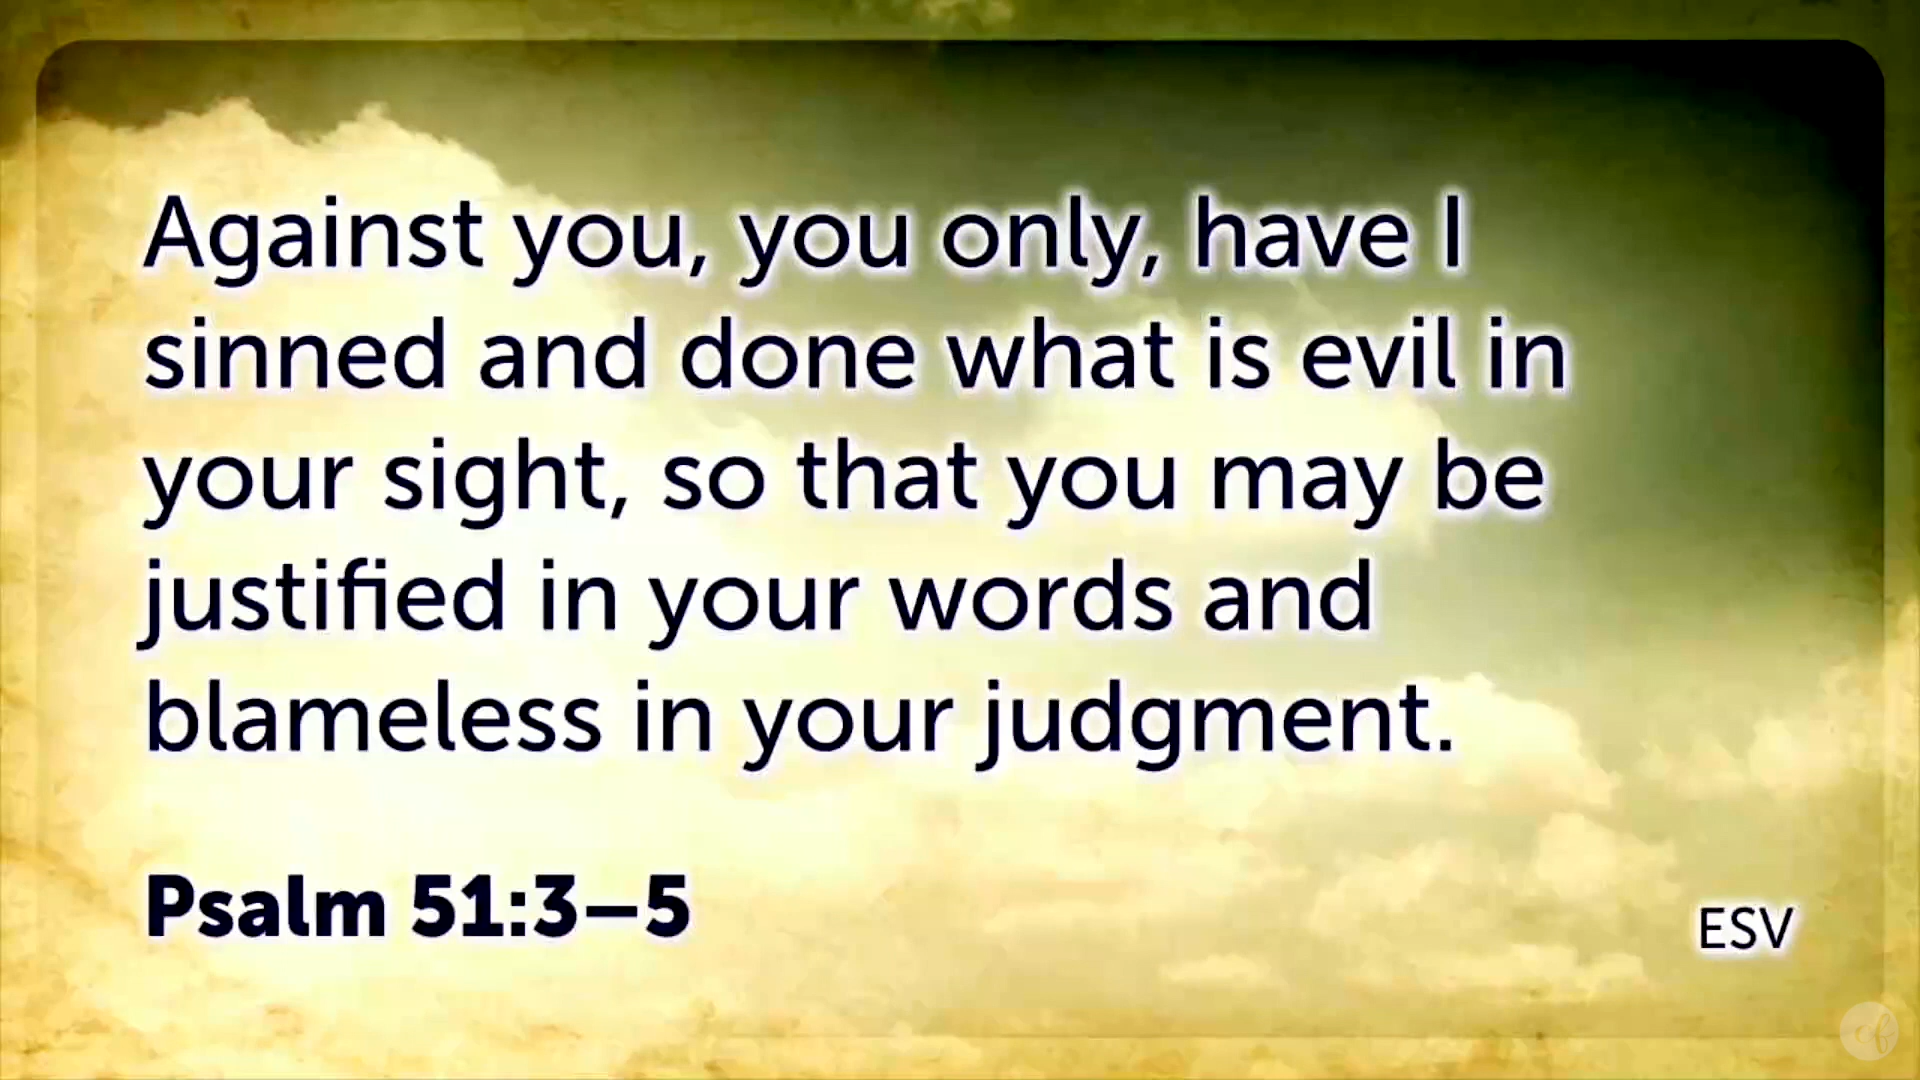 Against you, you only, have I
sinned and done what is evil in
your sight, so that you may be
justified in your words and
blameless in your judgment.
Psalm 51:3–5
ESV